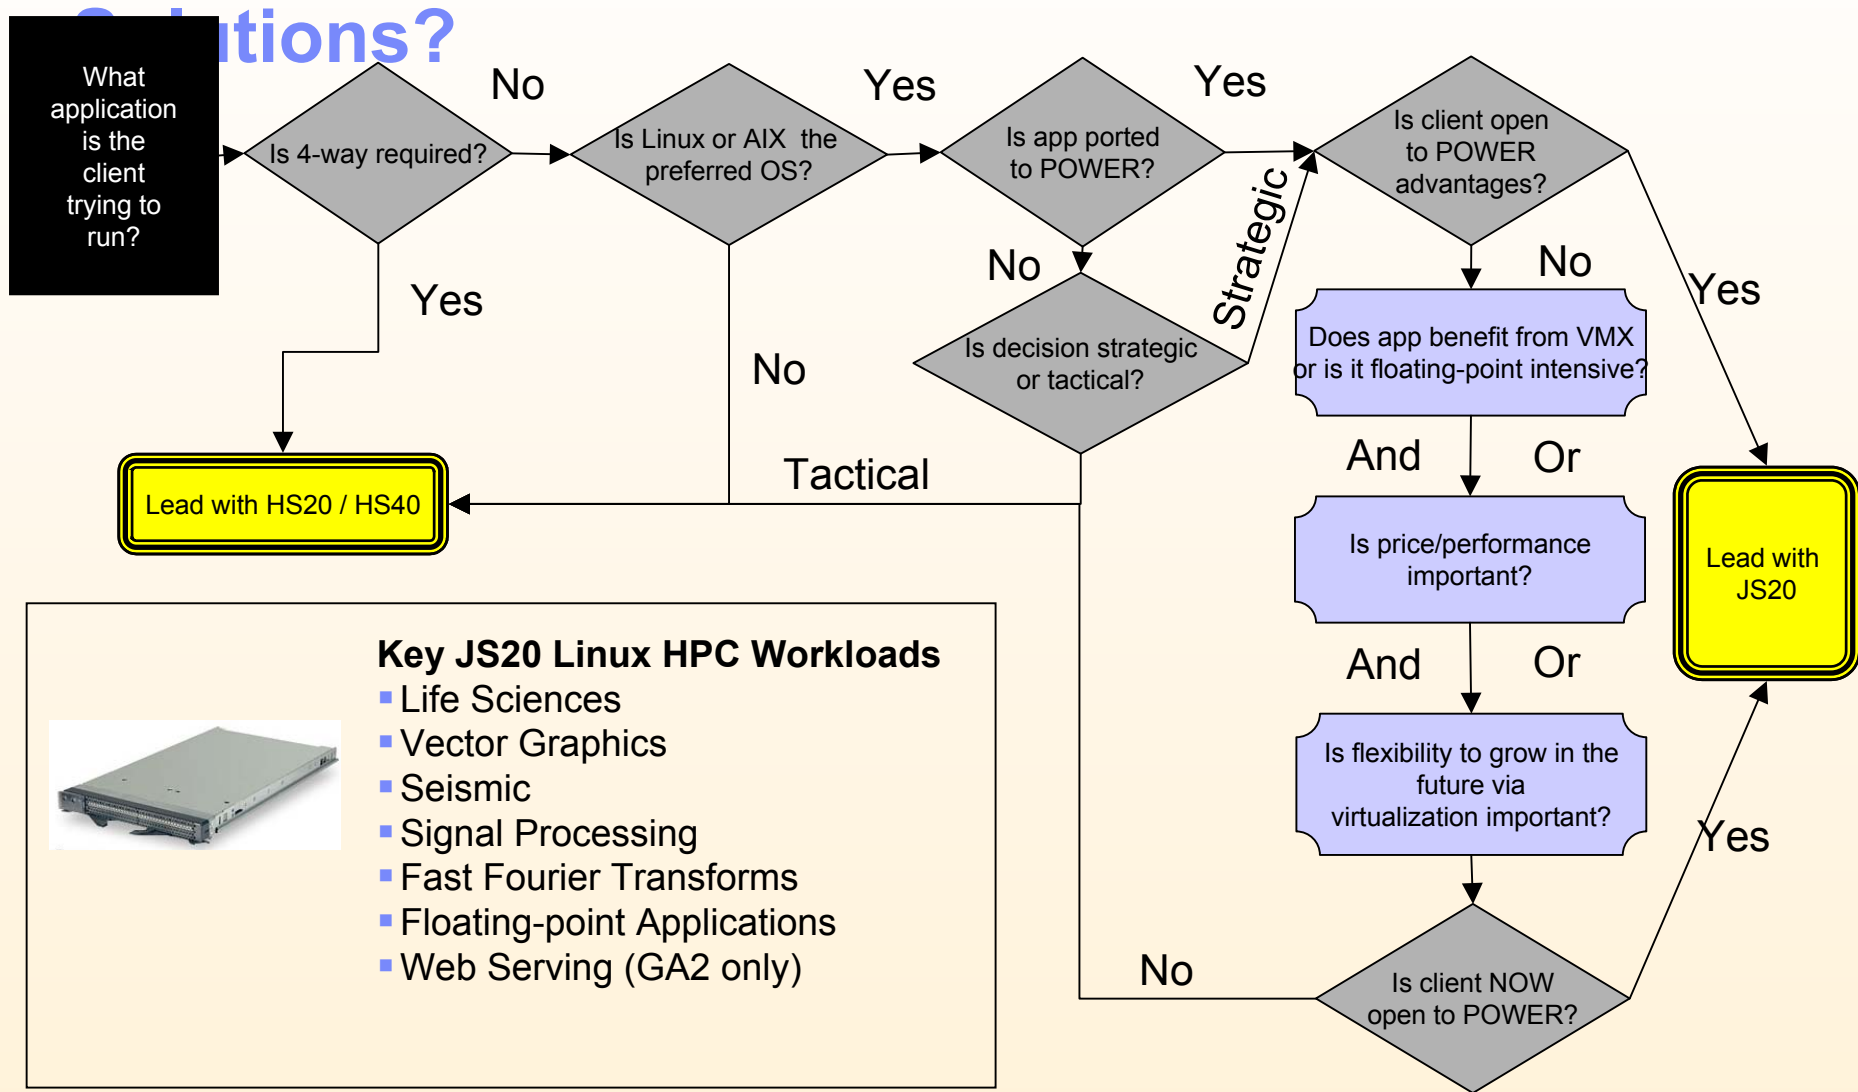 utions?
What
application
is the
client
trying to
run?
Is 4-way required?
No
Is Linux or AIX the
preferred OS?
Yes
Is app ported
to POWER?
Yes
Is client open
to POWER
advantages?
Yes
No
No
Strategic
No
Yes
Is decision strategic
or tactical?
Does app benefit from VMX
or is it floating-point intensive?
And
Or
Tactical
Lead with HS20 / HS40
Is price/performance
important?
Lead with
JS20
And
Or
Is flexibility to grow in the
future via
virtualization important?
Yes
No
Is client NOW
open to POWER?
Key JS20 Linux HPC Workloads
Life Sciences
Vector Graphics
Seismic
Signal Processing
Fast Fourier Transforms
Floating-point Applications
Web Serving (GA2 only)